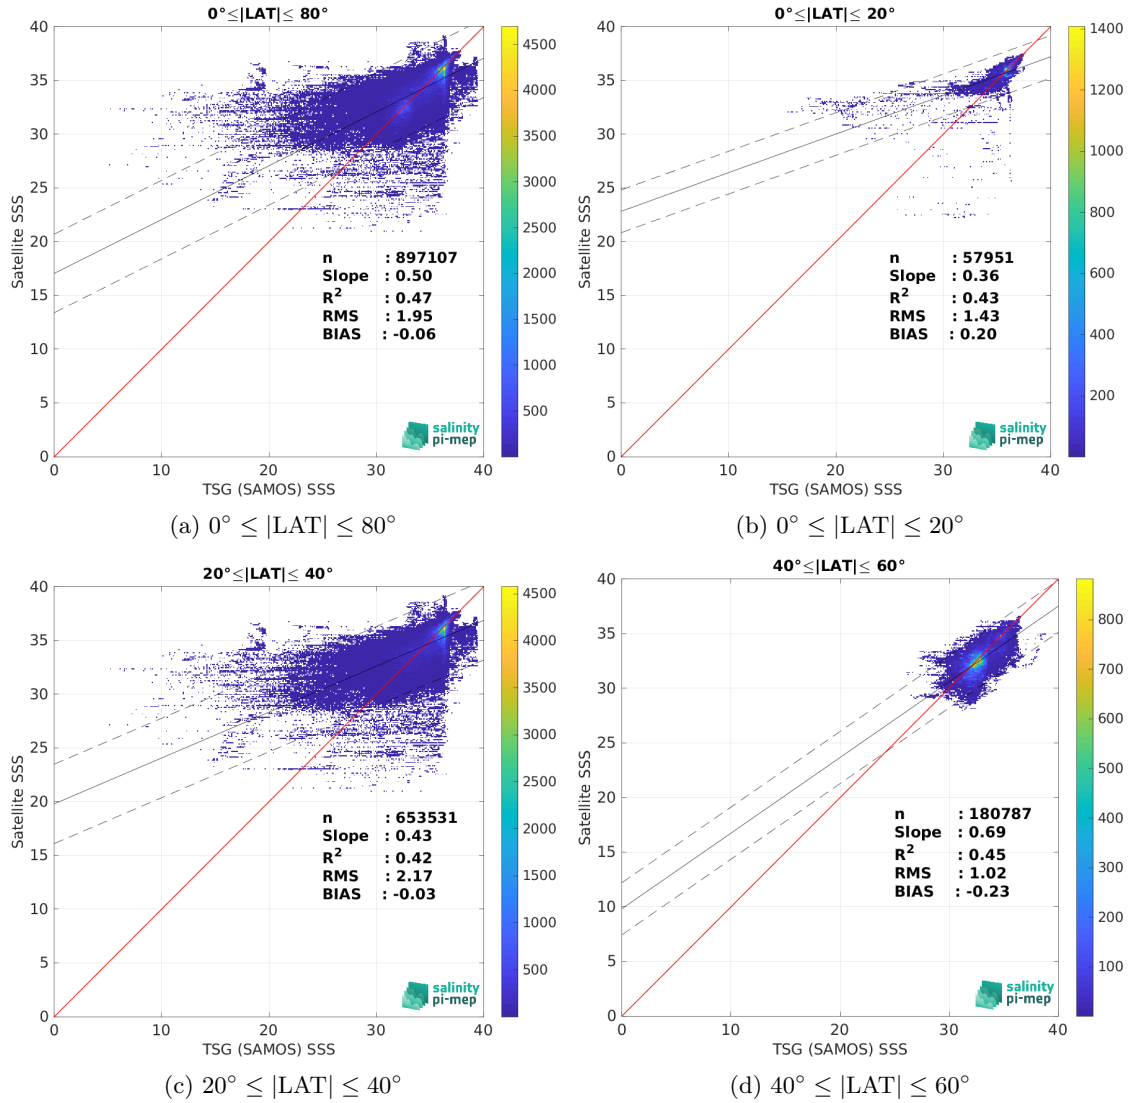 0°≤|LAT|≤ 80°
40
35
30
25
20
15
10
5
0
Satellite SSS
n : 897107
Slope : 0.50
R² : 0.47
RMS : 1.95
BIAS : -0.06
salinity
pi-mep
0 10 20 30 40
TSG (SAMOS) SSS
4500
4000
3500
3000
2500
2000
1500
1000
500
(a) 0° ≤ |LAT| ≤ 80°
0°≤|LAT|≤ 20°
40
35
30
25
20
15
10
5
0
Satellite SSS
n : 57951
Slope : 0.36
R² : 0.43
RMS : 1.43
BIAS : 0.20
salinity
pi-mep
0 10 20 30 40
TSG (SAMOS) SSS
1400
1200
1000
800
600
400
200
(b) 0° ≤ |LAT| ≤ 20°
20°≤|LAT|≤ 40°
40
35
30
25
20
15
10
5
0
Satellite SSS
n : 653531
Slope : 0.43
R² : 0.42
RMS : 2.17
BIAS : -0.03
salinity
pi-mep
0 10 20 30 40
TSG (SAMOS) SSS
4500
4000
3500
3000
2500
2000
1500
1000
500
(c) 20° ≤ |LAT| ≤ 40°
40°≤|LAT|≤ 60°
40
35
30
25
20
15
10
5
0
Satellite SSS
n : 180787
Slope : 0.69
R² : 0.45
RMS : 1.02
BIAS : -0.23
salinity
pi-mep
0 10 20 30 40
TSG (SAMOS) SSS
800
700
600
500
400
300
200
100
(d) 40° ≤ |LAT| ≤ 60°